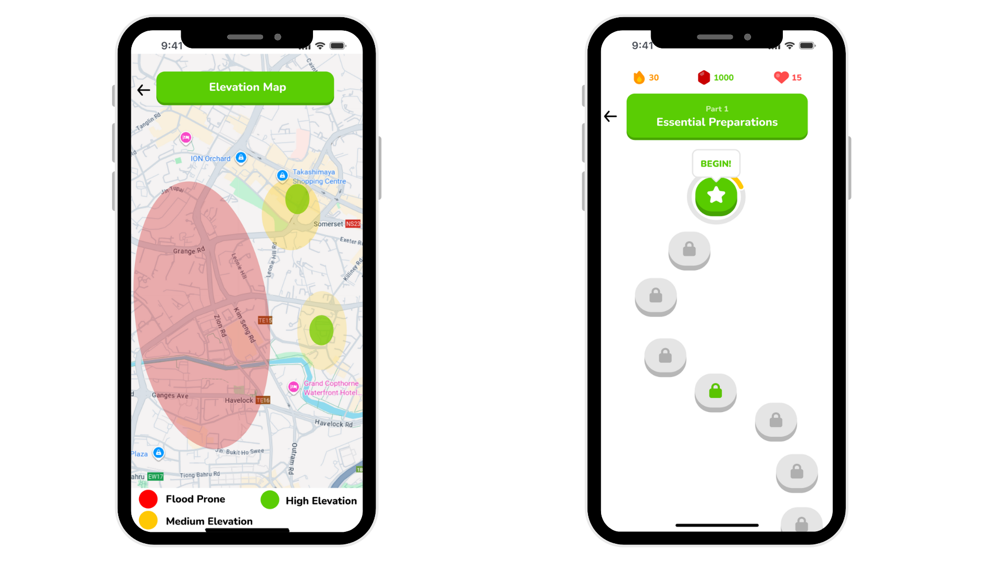 9:41
Elevation Map
Tanglin Rd
Rd
ION Orchard
Takashimaya
Shopping Centre
Jln Tupai
Somerset NS23
Exeter R
Grange Rd
Leonie Hill
Leonie Hill Rd
Killiney Rd
TE15
Kim Seng Rd
Zion Rd
Grand Copthorne
Waterfront Hotel...
d
Ganges Ave
Havelock TE16
Havelock Rd
Jln. Bukit Ho Swee
Plaza
Outram Rd
ahru EW17
Tiong Bahru Rd
Flood Prone
High Elevation
Medium Elevation
9:41
30
1000
15
Part 1
Essential Preparations
BEGIN!